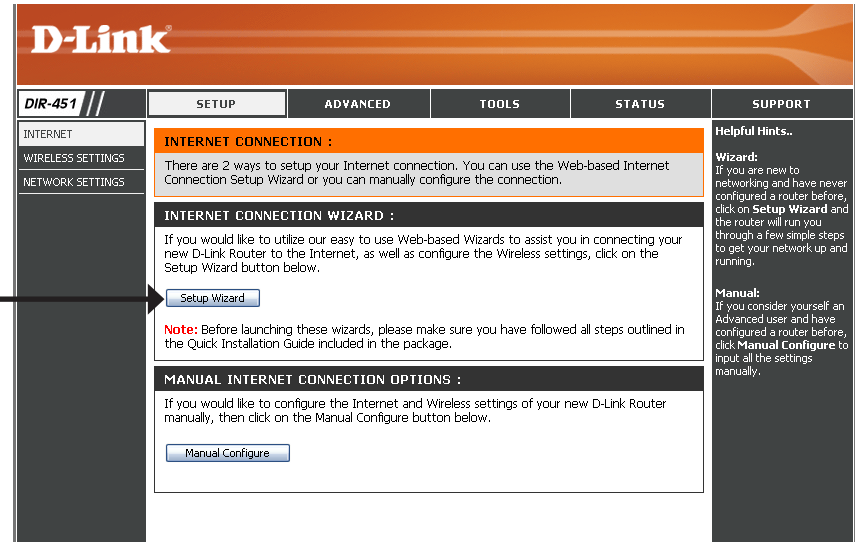 D-Link®
DIR-451
SETUP
ADVANCED
TOOLS
STATUS
SUPPORT
INTERNET
WIRELESS SETTINGS
NETWORK SETTINGS
INTERNET CONNECTION :
There are 2 ways to setup your Internet connection. You can use the Web-based Internet
Connection Setup Wizard or you can manually configure the connection.
INTERNET CONNECTION WIZARD :
If you would like to utilize our easy to use Web-based Wizards to assist you in connecting your
new D-Link Router to the Internet, as well as configure the Wireless settings, click on the
Setup Wizard button below.
Setup Wizard
Note: Before launching these wizards, please make sure you have followed all steps outlined in
the Quick Installation Guide included in the package.
MANUAL INTERNET CONNECTION OPTIONS :
If you would like to configure the Internet and Wireless settings of your new D-Link Router
manually, then click on the Manual Configure button below.
Manual Configure
Helpful Hints..
Wizard:
If you are new to
networking and have never
configured a router before,
click on Setup Wizard and
the router will run you
through a few simple steps
to get your network up and
running.
Manual:
If you consider yourself an
Advanced user and have
configured a router before,
click Manual Configure to
input all the settings
manually.